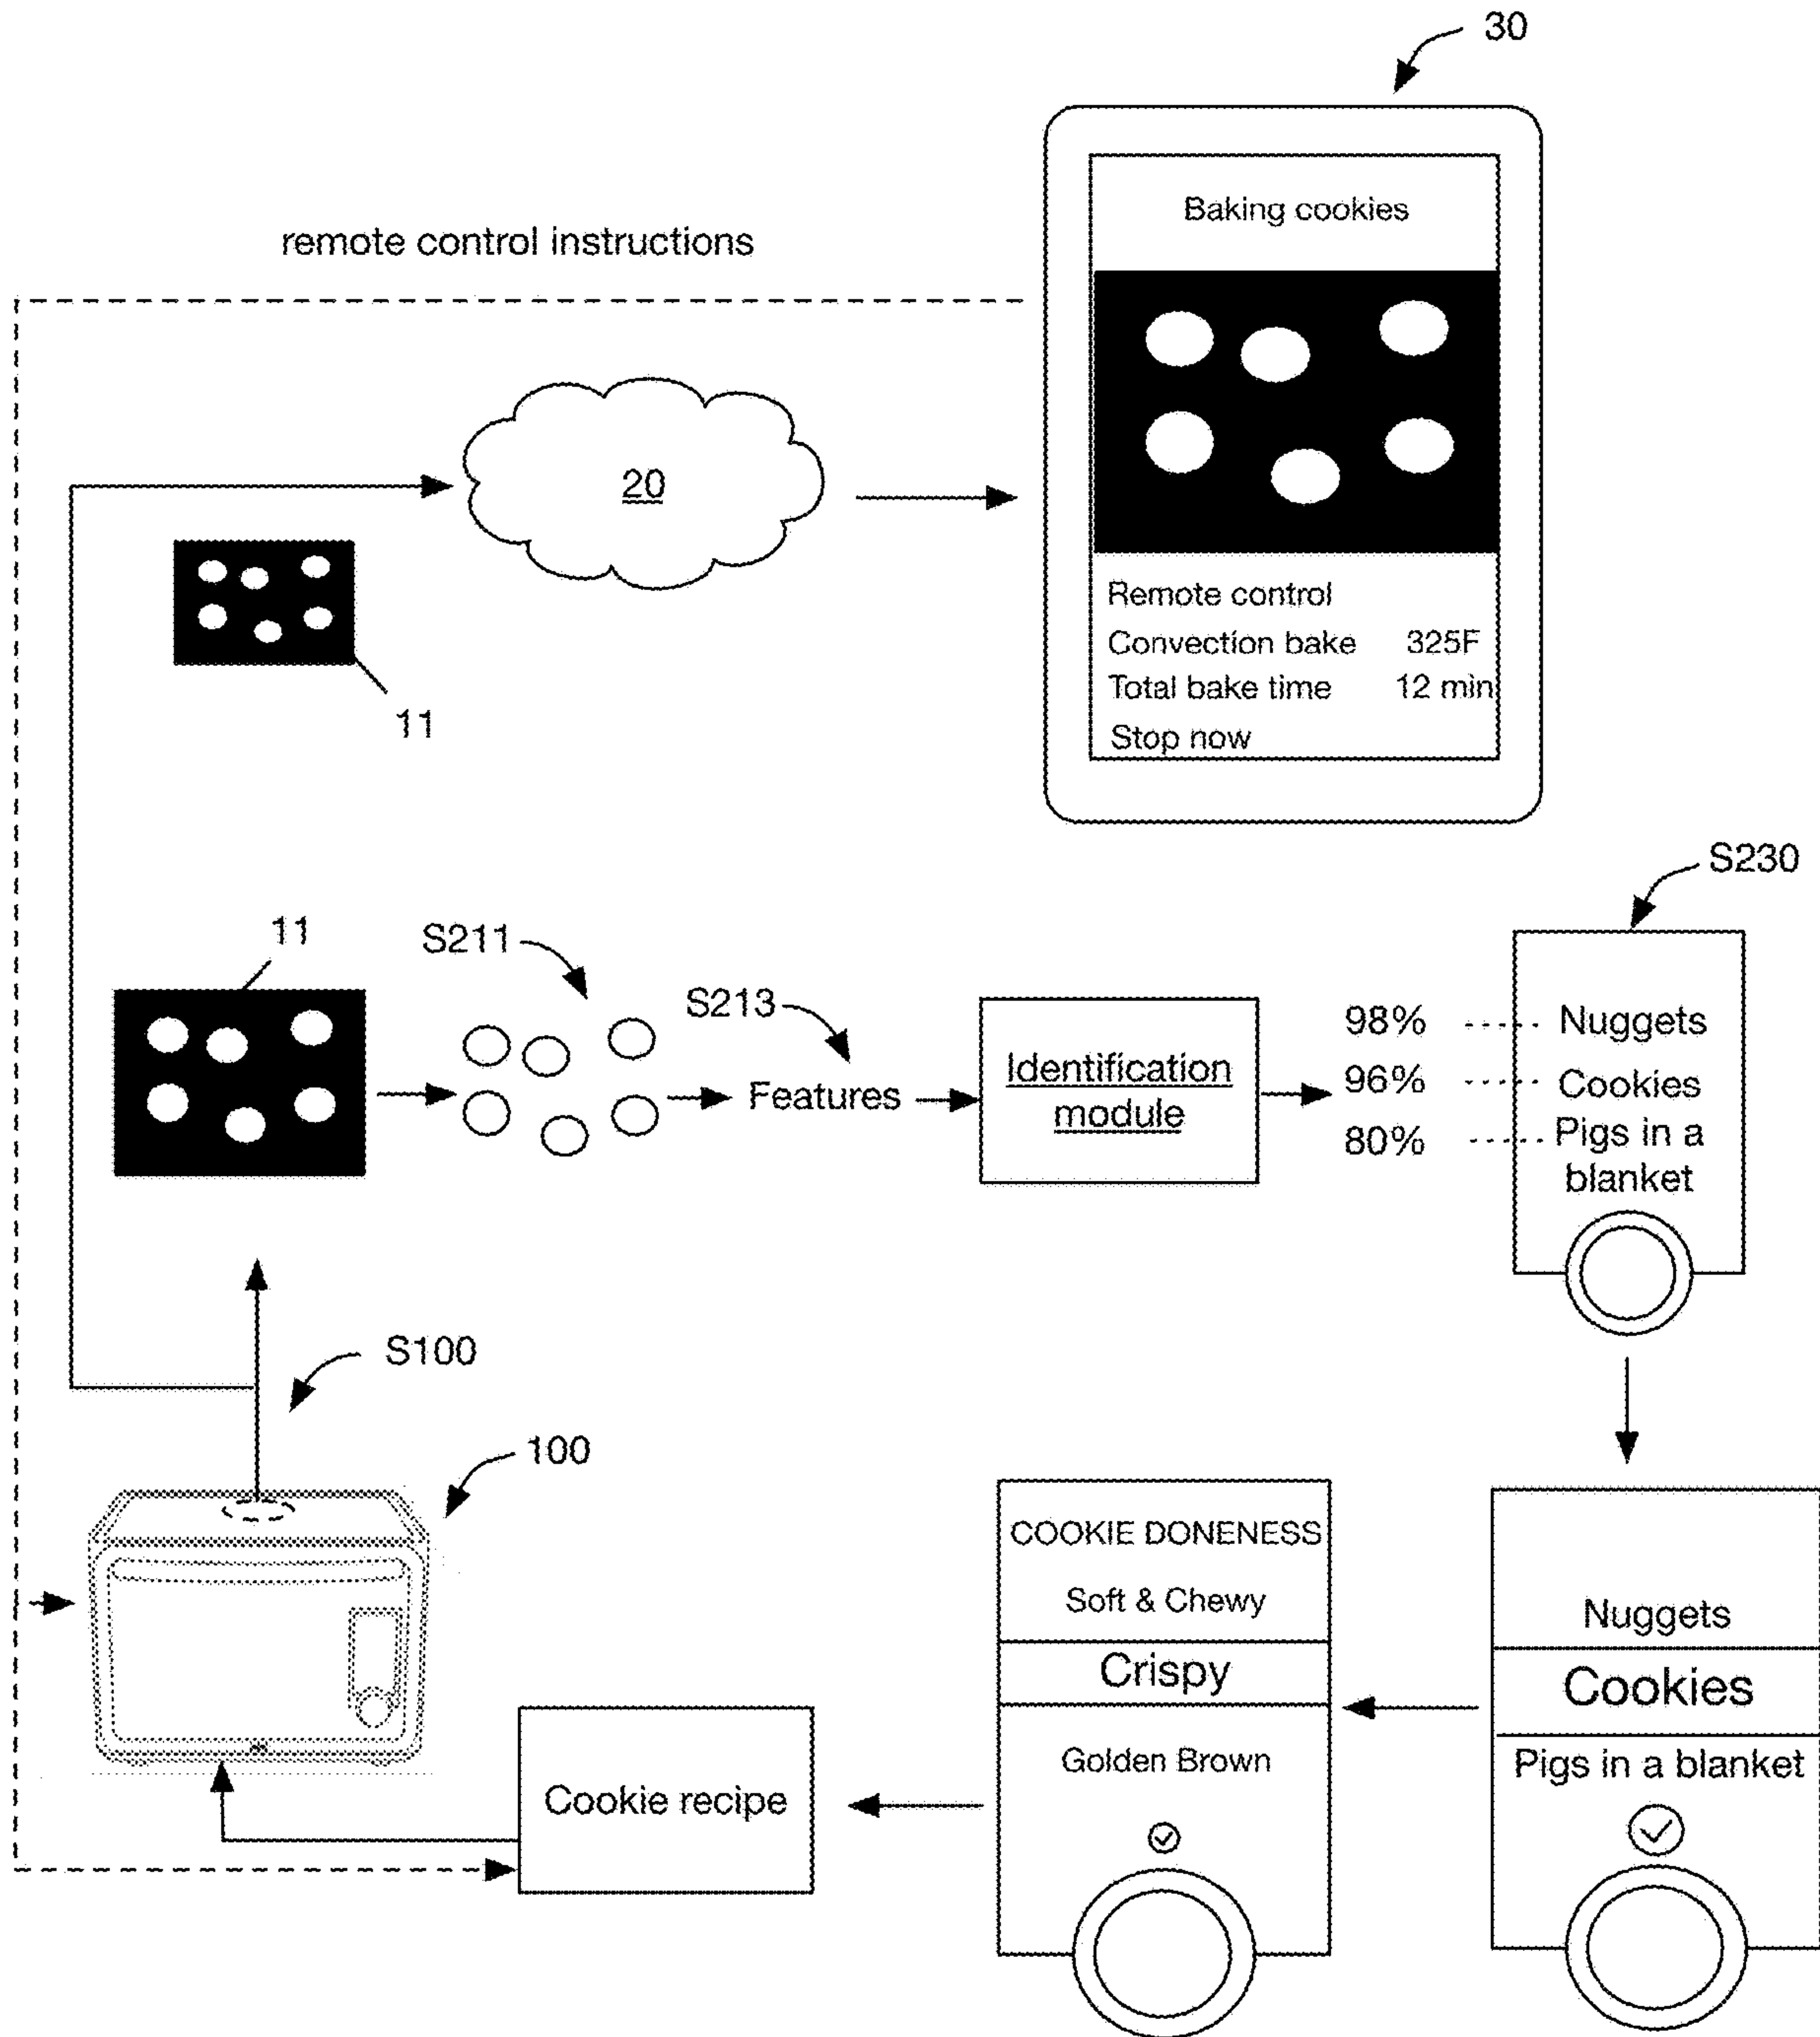 30
Baking cookies
remote control instructions
20
Remote control
Convection bake 325F
Total bake time 12 min
Stop now
11
S230
11
S211
S213
98% Nuggets
96% Cookies
80% Pigs in a
blanket
Features
Identification
module
S100
100
COOKIE DONENESS
Soft & Chewy
Crispy
Golden Brown
Nuggets
Cookies
Pigs in a blanket
Cookie recipe